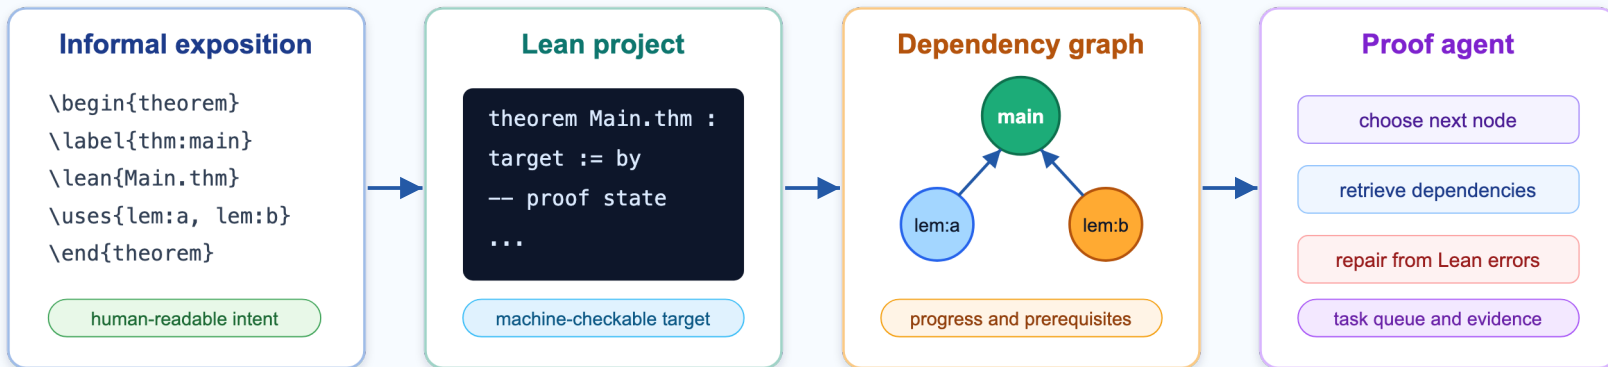 Informal exposition
\begin{theorem}
\label{thm:main}
\lean{Main.thm}
\uses{lem:a, lem:b}
\end{theorem}
human-readable intent
Lean project
theorem Main.thm :
target := by
-- proof state
...
machine-checkable target
Dependency graph
main
lem:a
lem:b
progress and prerequisites
Proof agent
choose next node
retrieve dependencies
repair from Lean errors
task queue and evidence